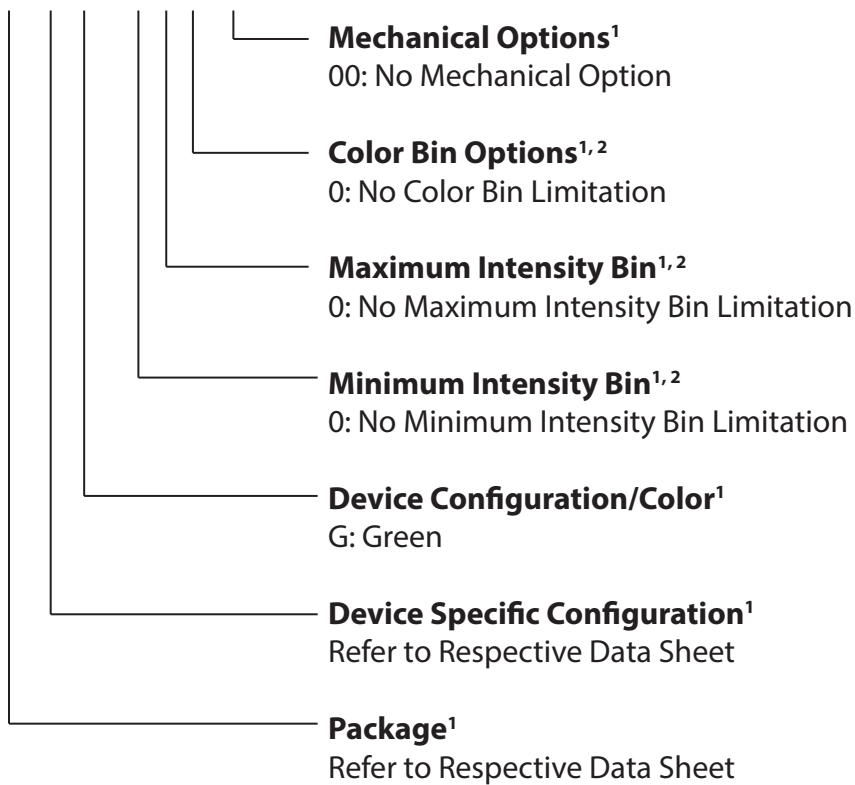 Mechanical Options1
00: No Mechanical Option
Color Bin Options1, 2
0: No Color Bin Limitation
Maximum Intensity Bin1, 2
0: No Maximum Intensity Bin Limitation
Minimum Intensity Bin1, 2
0: No Minimum Intensity Bin Limitation
Device Configuration/Color1
G: Green
Device Specific Configuration1
Refer to Respective Data Sheet
Package1
Refer to Respective Data Sheet